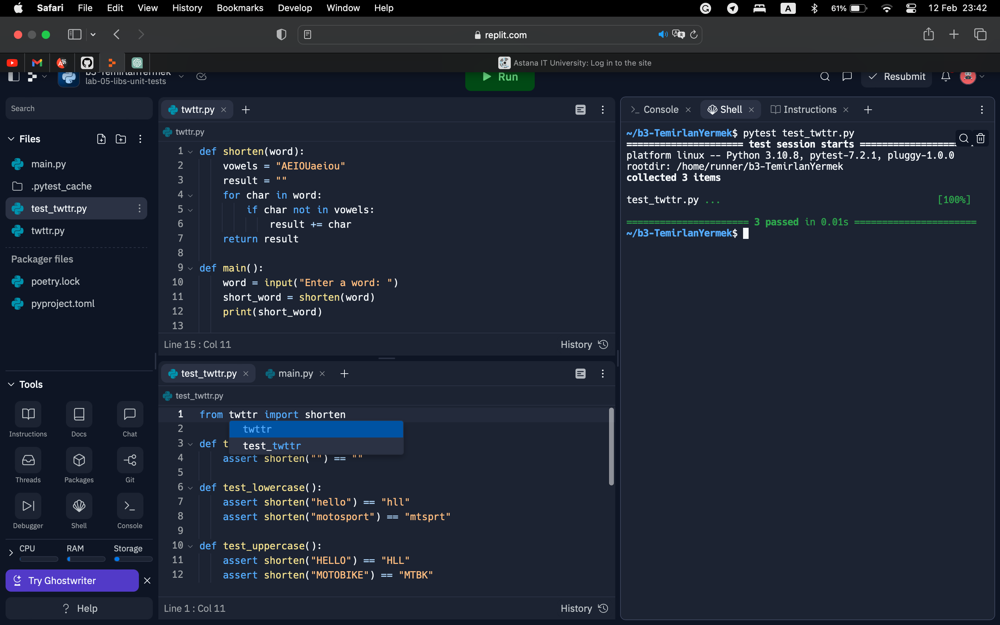 Safari File Edit View History Bookmarks Develop Window Help A 61% 12 Feb 23:42
replit.com
Astana IT University: Log in to the site
b3-TemirlanYermek
lab-05-libs-unit-tests
Run
Resubmit
Search
Files
main.py
.pytest_cache
test_twttr.py
twttr.py
Packager files
poetry.lock
pyproject.toml
Tools
Instructions Docs Chat
Threads Packages Git
Debugger Shell Console
CPU RAM Storage
Try Ghostwriter
? Help
twttr.py
twttr.py
1 def shorten(word):
2 vowels = "AEIOUaeiou"
3 result = ""
4 for char in word:
5 if char not in vowels:
6 result += char
7 return result
8
9 def main():
10 word = input("Enter a word: ")
11 short_word = shorten(word)
12 print(short_word)
13
Line 15 : Col 11 History
test_twttr.py main.py
test_twttr.py
1 from twttr import shorten
2
twttr
3 def t
test_twttr
4 assert shorten("") == ""
5
6 def test_lowercase():
7 assert shorten("hello") == "hll"
8 assert shorten("motosport") == "mtsprt"
9
10 def test_uppercase():
11 assert shorten("HELLO") == "HLL"
12 assert shorten("MOTOBIKE") == "MTBK"
Line 1 : Col 11 History
Console Shell Instructions
~/b3-TemirlanYermek$ pytest test_twttr.py
===================== test session starts =================
platform linux -- Python 3.10.8, pytest-7.2.1, pluggy-1.0.0
rootdir: /home/runner/b3-TemirlanYermek
collected 3 items
test_twttr.py ... [100%]
====================== 3 passed in 0.01s ======================
~/b3-TemirlanYermek$